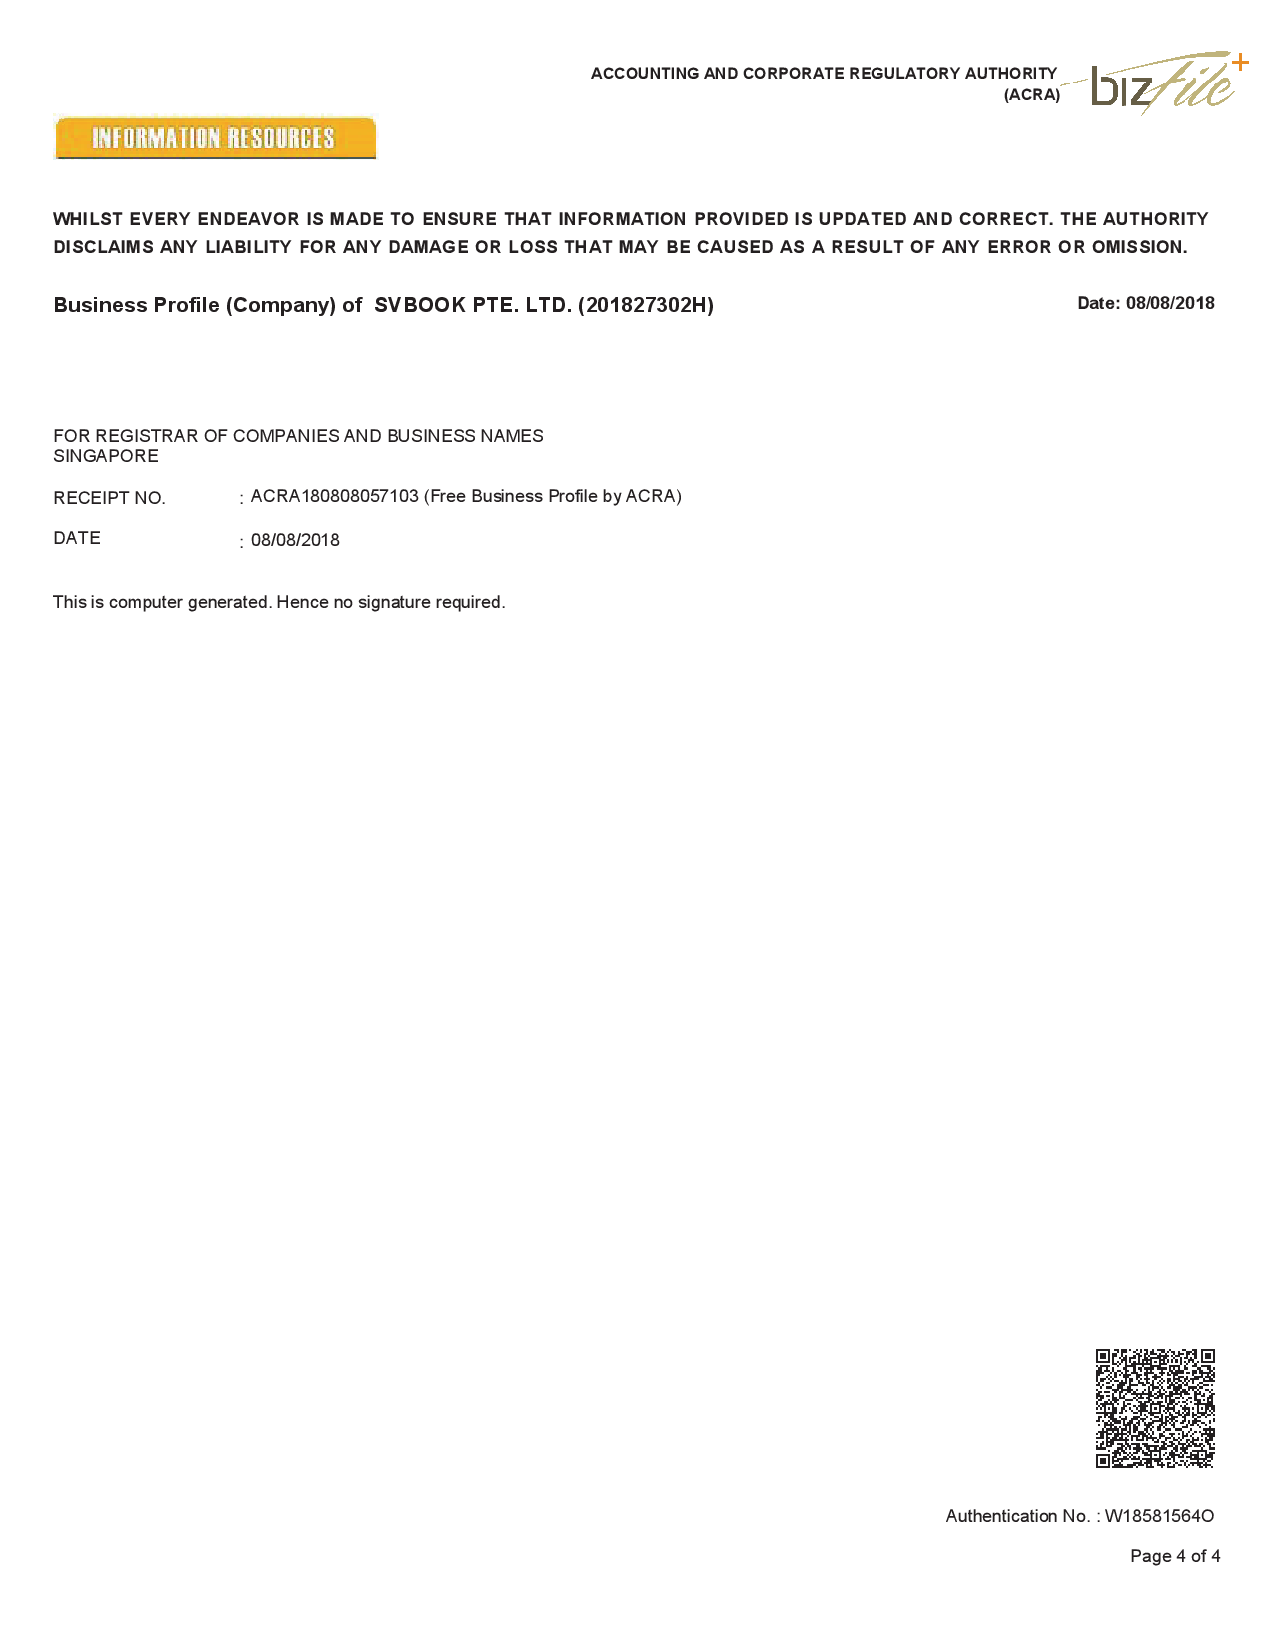 ACCOUNTING AND CORPORATE REGULATORY AUTHORITY
(ACRA)
bizfile+
INFORMATION RESOURCES
WHILST EVERY ENDEAVOR IS MADE TO ENSURE THAT INFORMATION PROVIDED IS UPDATED AND CORRECT. THE AUTHORITY
DISCLAIMS ANY LIABILITY FOR ANY DAMAGE OR LOSS THAT MAY BE CAUSED AS A RESULT OF ANY ERROR OR OMISSION.
Business Profile (Company) of SVBOOK PTE. LTD. (201827302H) Date: 08/08/2018
FOR REGISTRAR OF COMPANIES AND BUSINESS NAMES
SINGAPORE
RECEIPT NO. : ACRA180808057103 (Free Business Profile by ACRA)
DATE : 08/08/2018
This is computer generated. Hence no signature required.
Authentication No. : W18581564O
Page 4 of 4